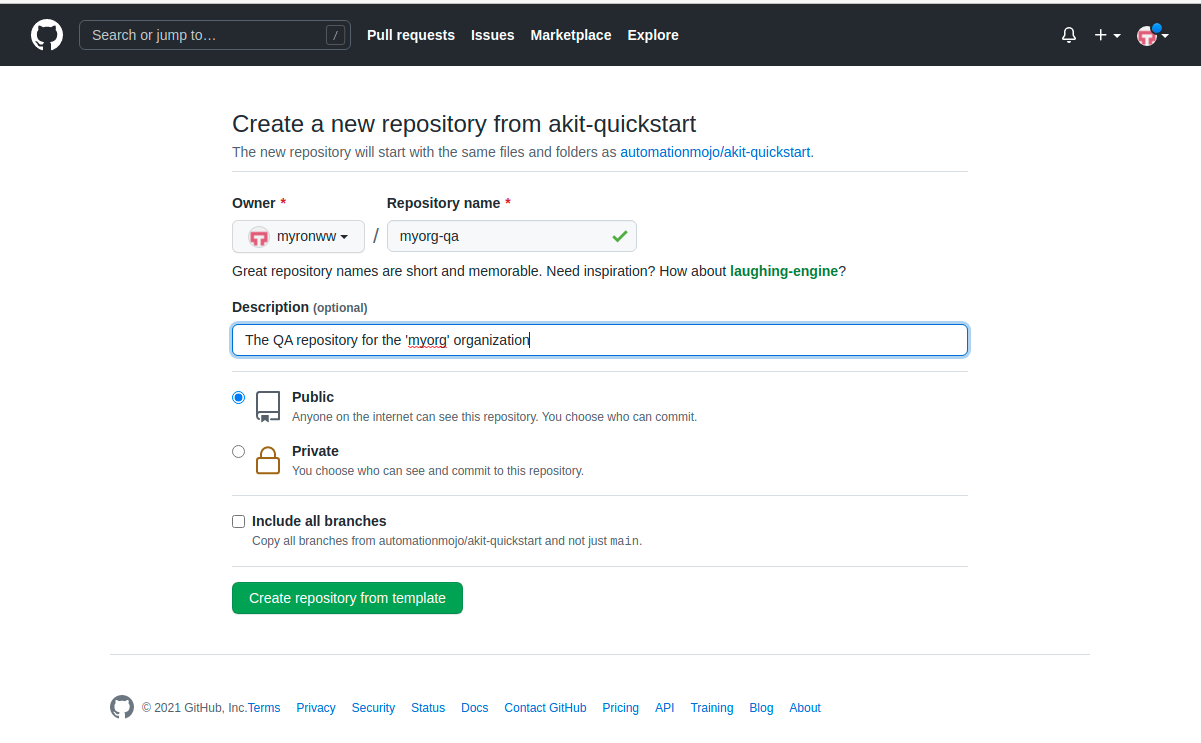 Search or jump to… / Pull requests Issues Marketplace Explore
Create a new repository from akit-quickstart
The new repository will start with the same files and folders as automationmojo/akit-quickstart.
Owner * Repository name *
myronww / myorg-qa
Great repository names are short and memorable. Need inspiration? How about laughing-engine?
Description (optional)
The QA repository for the 'myorg' organization
Public
Anyone on the internet can see this repository. You choose who can commit.
Private
You choose who can see and commit to this repository.
Include all branches
Copy all branches from automationmojo/akit-quickstart and not just main.
Create repository from template
© 2021 GitHub, Inc.Terms Privacy Security Status Docs Contact GitHub Pricing API Training Blog About